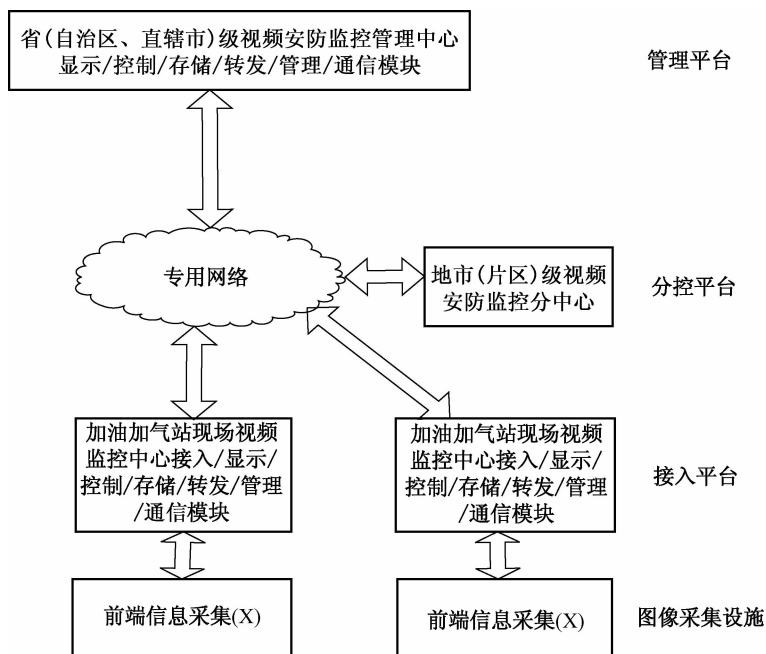 省(自治区、直辖市)级视频安防监控管理中心
显示/控制/存储/转发/管理/通信模块
管理平台
专用网络
地市(片区)级视频
安防监控分中心
分控平台
加油加气站现场视频
监控中心接入/显示/
控制/存储/转发/管理
/通信模块
加油加气站现场视频
监控中心接入/显示/
控制/存储/转发/管理
/通信模块
接入平台
前端信息采集(X)
前端信息采集(X)
图像采集设施